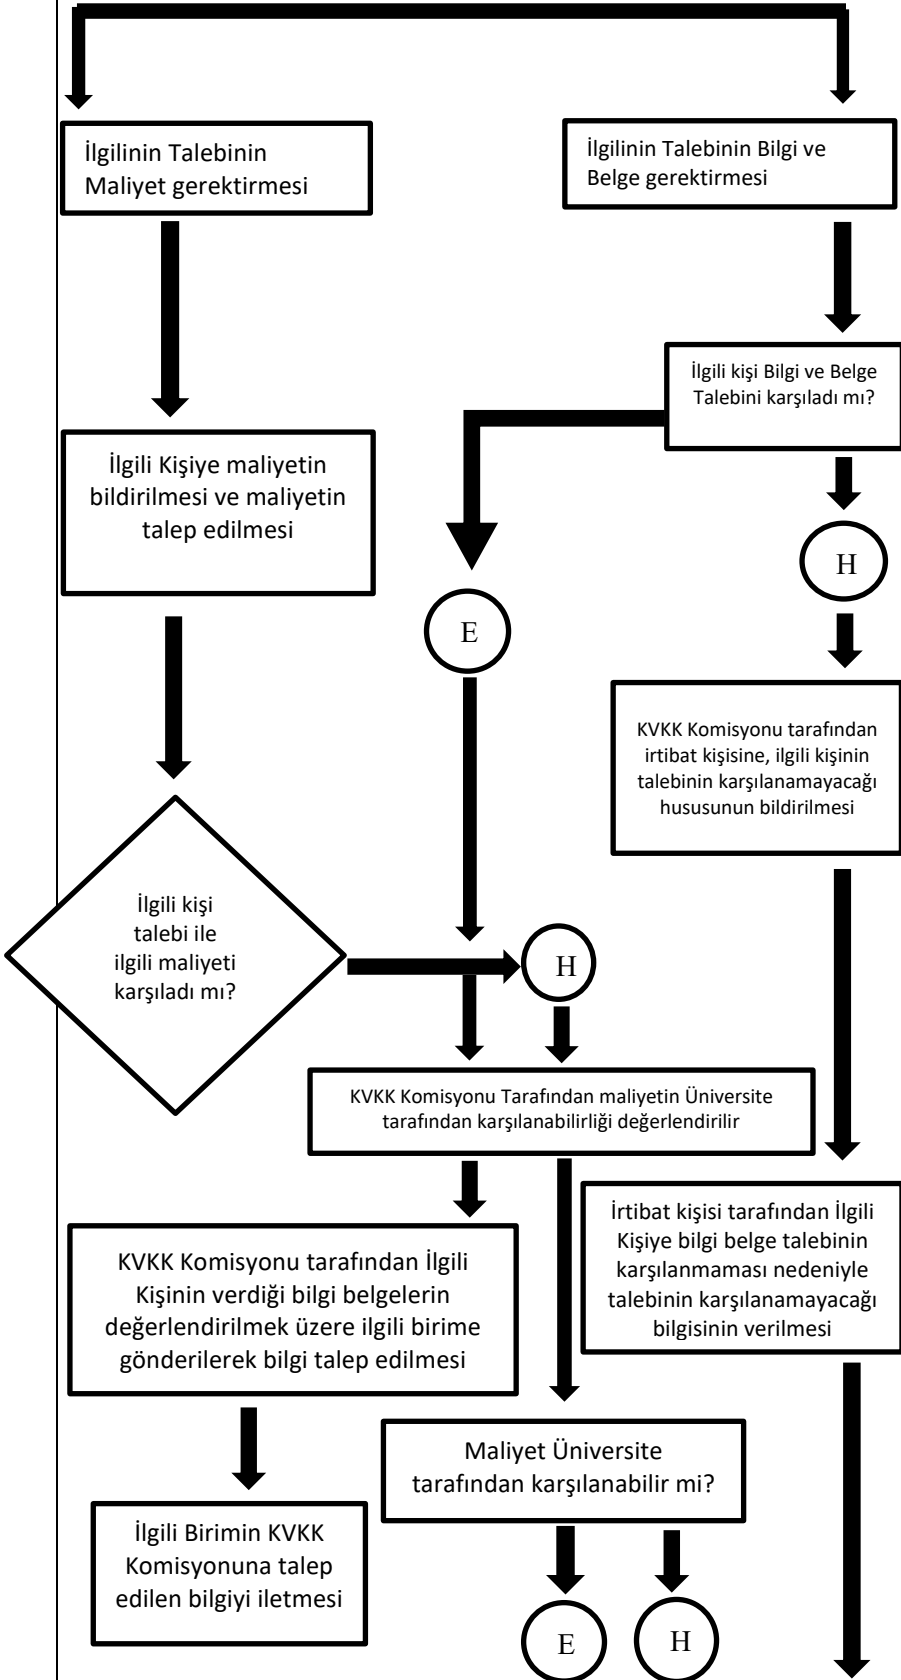 İlgilinin Talebinin
Maliyet gerektirmesi
İlgilinin Talebinin Bilgi ve
Belge gerektirmesi
İlgili kişi Bilgi ve Belge
Talebini karşıladı mı?
İlgili Kişiye maliyetin
bildirilmesi ve maliyetin
talep edilmesi
H
E
KVKK Komisyonu tarafından
irtibat kişisine, ilgili kişinin
talebinin karşılanamayacağı
hususunun bildirilmesi
İlgili kişi
talebi ile
ilgili maliyeti
karşıladı mı?
H
KVKK Komisyonu Tarafından maliyetin Üniversite
tarafından karşılanabilirliği değerlendirilir
KVKK Komisyonu tarafından İlgili
Kişinin verdiği bilgi belgelerin
değerlendirilmek üzere ilgili birime
gönderilerek bilgi talep edilmesi
İrtibat kişisi tarafından İlgili
Kişiye bilgi belge talebinin
karşılanmaması nedeniyle
talebinin karşılanamayacağı
bilgisinin verilmesi
Maliyet Üniversite
tarafından karşılanabilir mi?
İlgili Birimin KVKK
Komisyonuna talep
edilen bilgiyi iletmesi
E
H